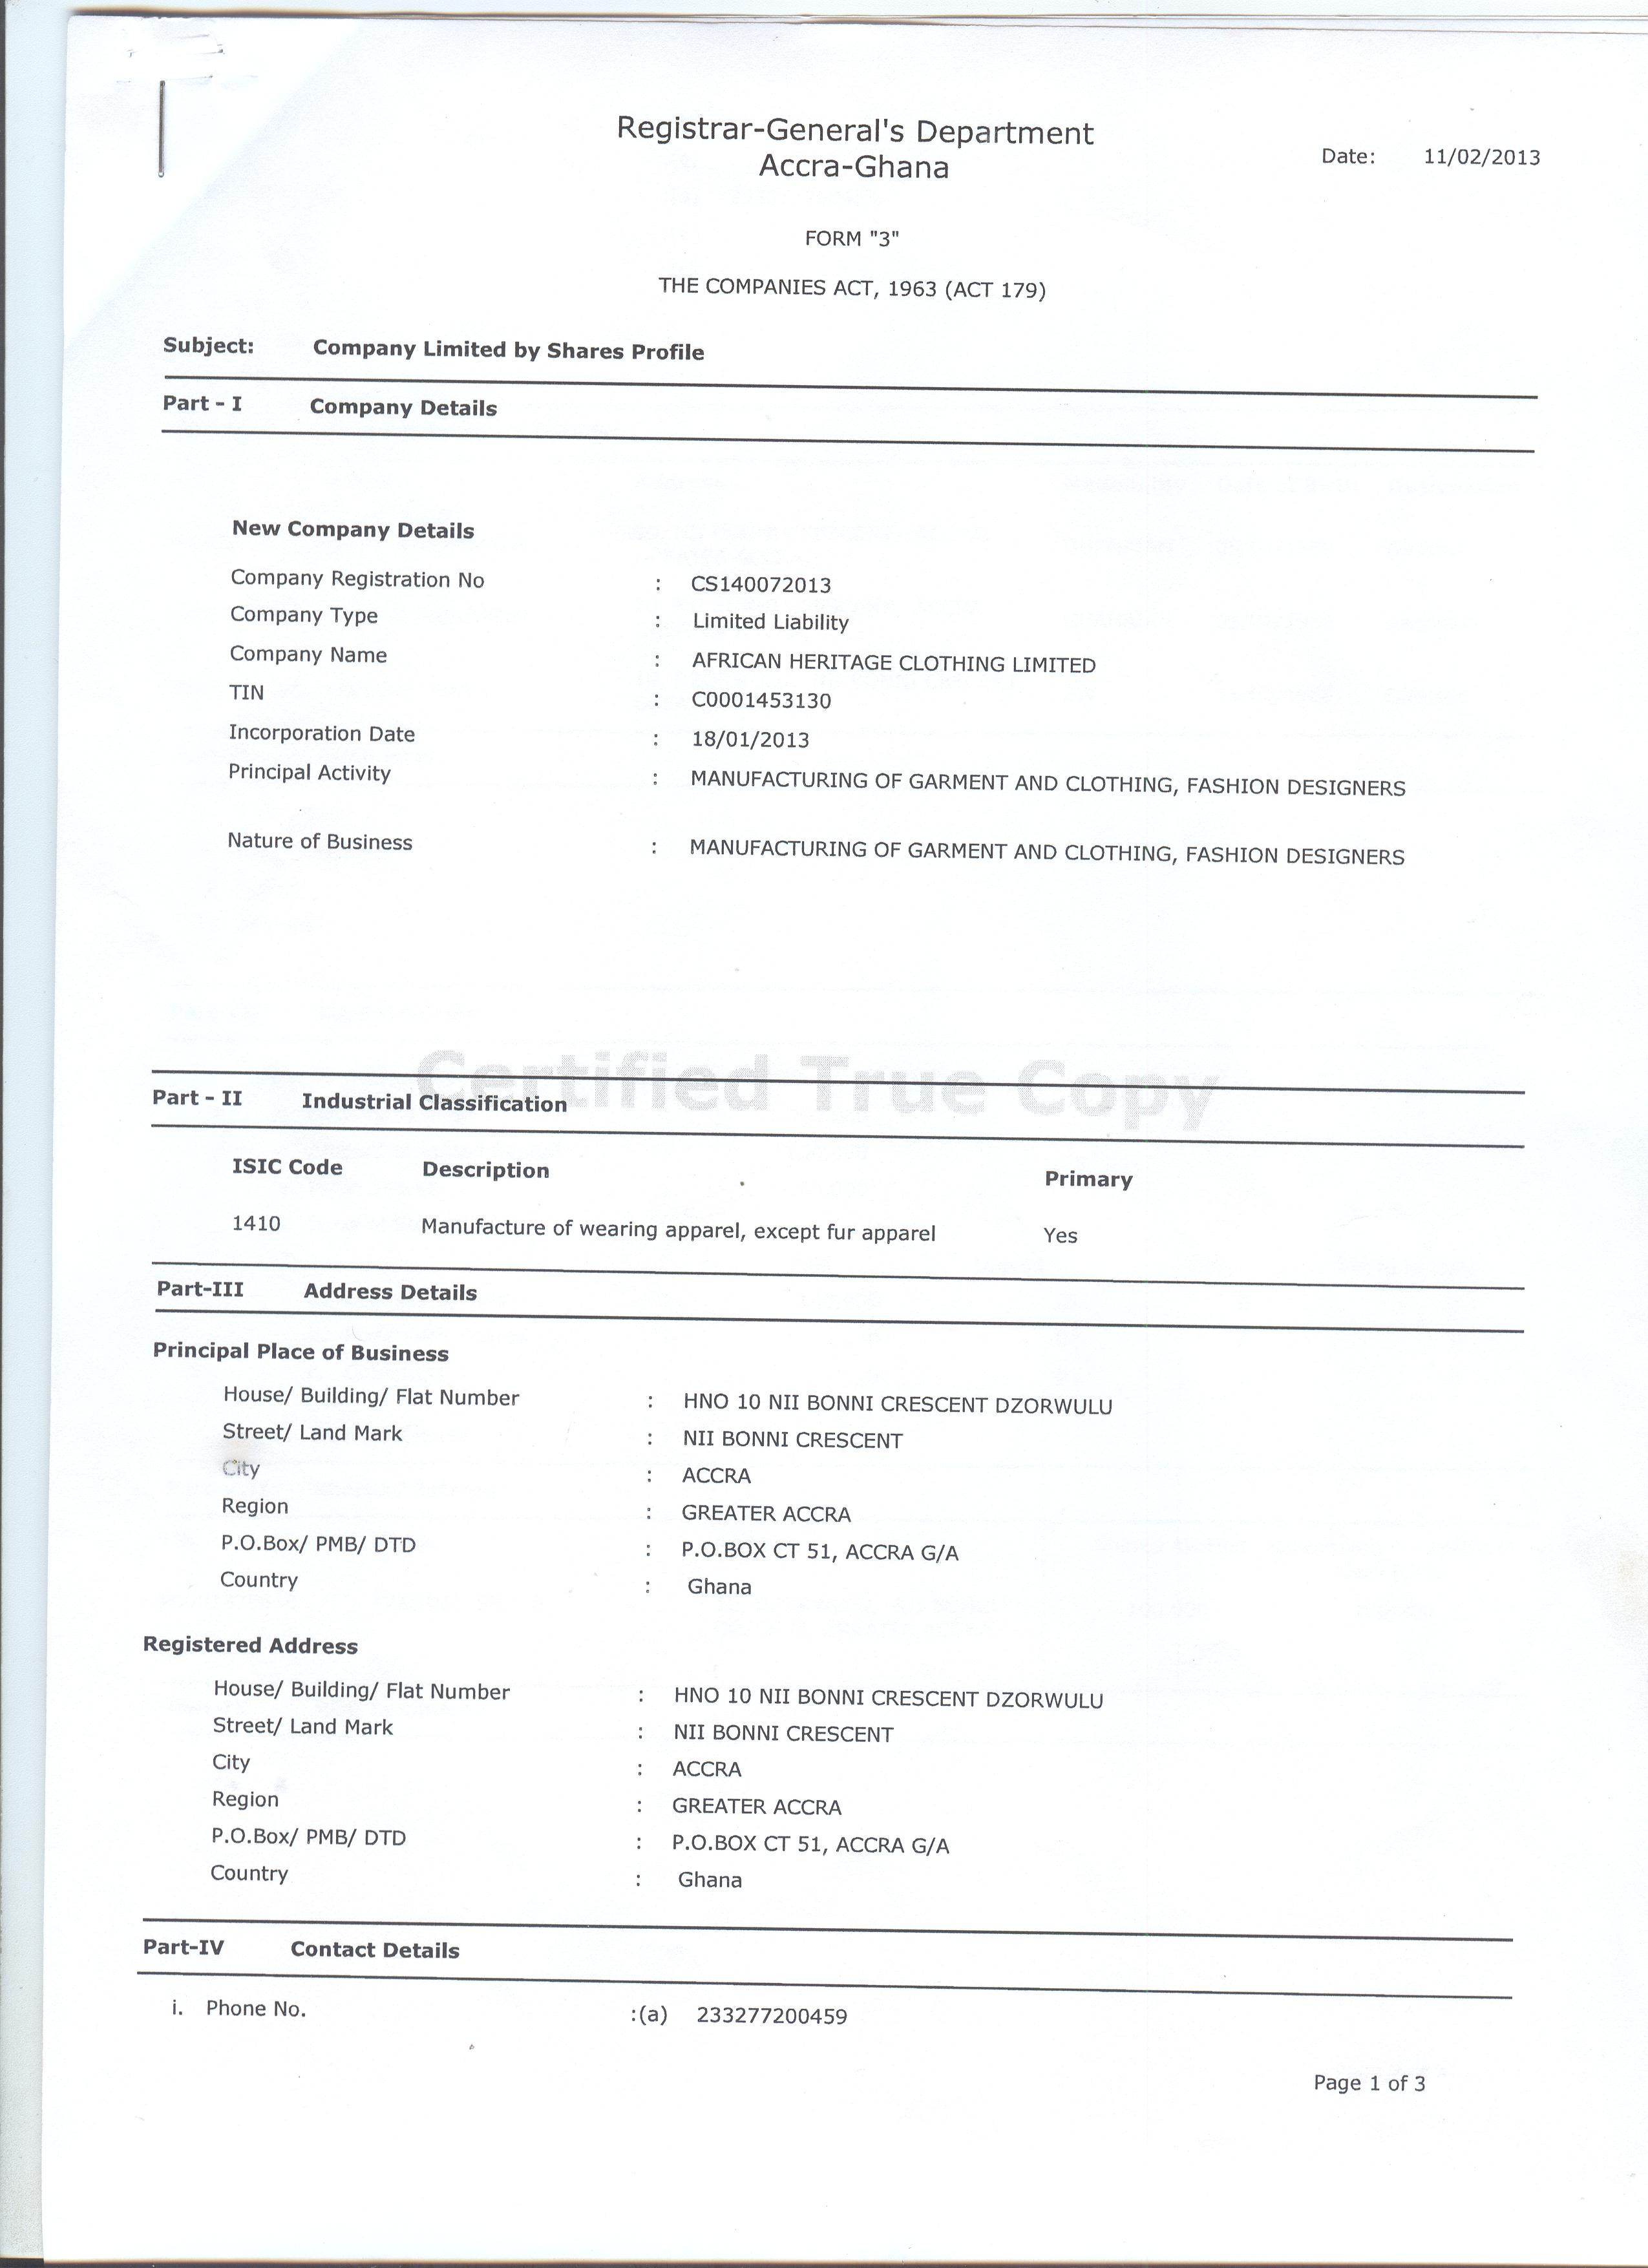 Registrar-General's Department
Accra-Ghana
Date: 11/02/2013
FORM "3"
THE COMPANIES ACT, 1963 (ACT 179)
Subject: Company Limited by Shares Profile
Part - I Company Details
New Company Details
Company Registration No : CS140072013
Company Type : Limited Liability
Company Name : AFRICAN HERITAGE CLOTHING LIMITED
TIN : C0001453130
Incorporation Date : 18/01/2013
Principal Activity : MANUFACTURING OF GARMENT AND CLOTHING, FASHION DESIGNERS
Nature of Business : MANUFACTURING OF GARMENT AND CLOTHING, FASHION DESIGNERS
Certified True Copy
Part - II Industrial Classification
ISIC Code Description Primary
1410 Manufacture of wearing apparel, except fur apparel Yes
Part-III Address Details
Principal Place of Business
House/ Building/ Flat Number : HNO 10 NII BONNI CRESCENT DZORWULU
Street/ Land Mark : NII BONNI CRESCENT
City : ACCRA
Region : GREATER ACCRA
P.O.Box/ PMB/ DTD : P.O.BOX CT 51, ACCRA G/A
Country : Ghana
Registered Address
House/ Building/ Flat Number : HNO 10 NII BONNI CRESCENT DZORWULU
Street/ Land Mark : NII BONNI CRESCENT
City : ACCRA
Region : GREATER ACCRA
P.O.Box/ PMB/ DTD : P.O.BOX CT 51, ACCRA G/A
Country : Ghana
Part-IV Contact Details
i. Phone No. :(a) 233277200459
Page 1 of 3